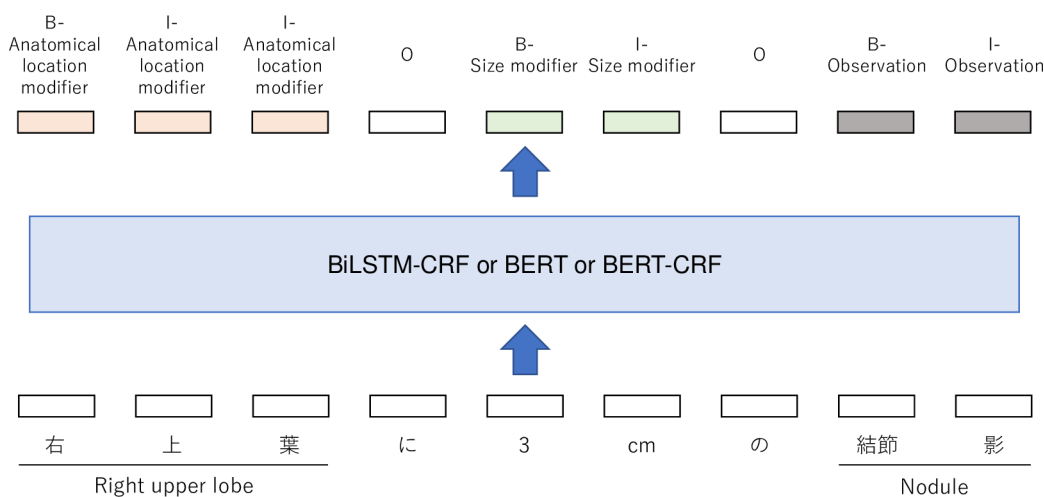 B-
Anatomical
location
modifier
I-
Anatomical
location
modifier
I-
Anatomical
location
modifier
O
B-
Size modifier
I-
Size modifier
O
B-
Observation
I-
Observation
BiLSTM-CRF or BERT or BERT-CRF
右 上 葉 に 3 cm の 結節 影
Right upper lobe Nodule